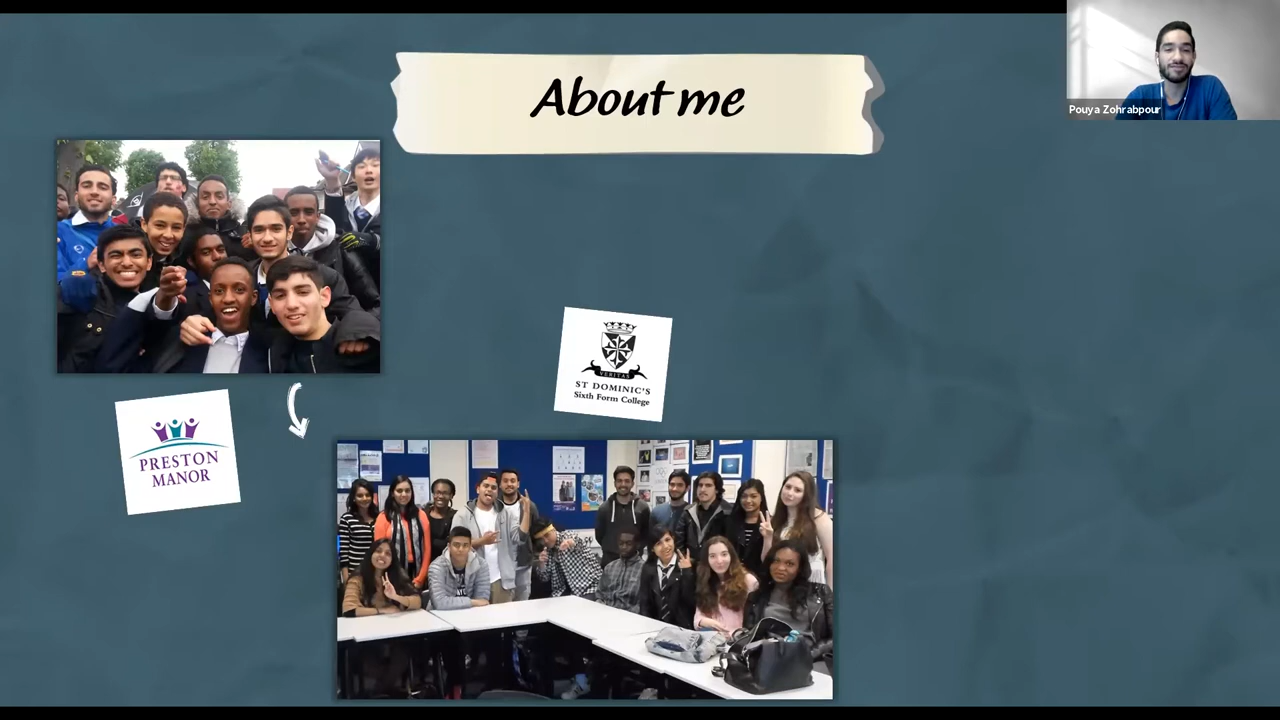 About me
Pouya Zohrabpour
VERITAS
ST DOMINIC'S
Sixth Form College
PRESTON
MANOR